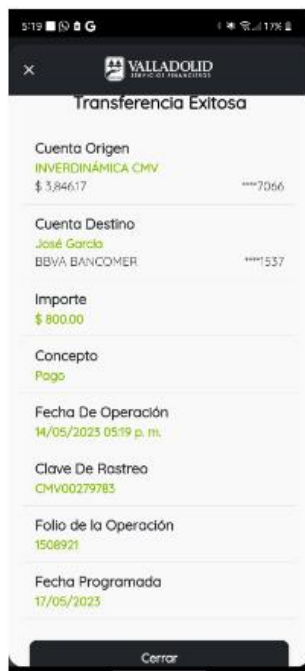 5:19
17%
VALLADOLID
SERVICIOS FINANCIEROS
Transferencia Exitosa
Cuenta Origen
INVERDINÁMICA CMV
$ 3,846.17 ****7066
Cuenta Destino
José García
BBVA BANCOMER ****1537
Importe
$ 800.00
Concepto
Pago
Fecha De Operación
14/05/2023 05:19 p. m.
Clave De Rastreo
CMV00279783
Folio de la Operación
1508921
Fecha Programada
17/05/2023
Cerrar